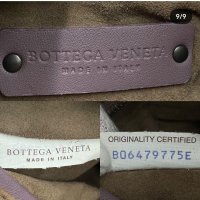 9/9
BOTTEGA VENETA
MADE IN ITALY
BOTTEGA VENETA
MADE IN ITALY
ORIGINALITY CERTIFIED
B06479775E